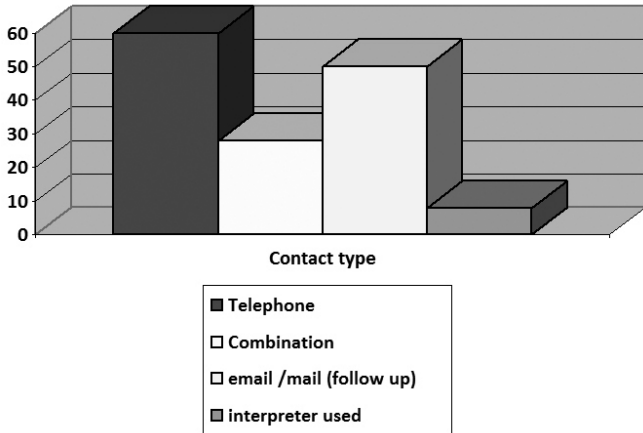 60
50
40
30
20
10
0
Contact type
Telephone
Combination
email /mail (follow up)
interpreter used